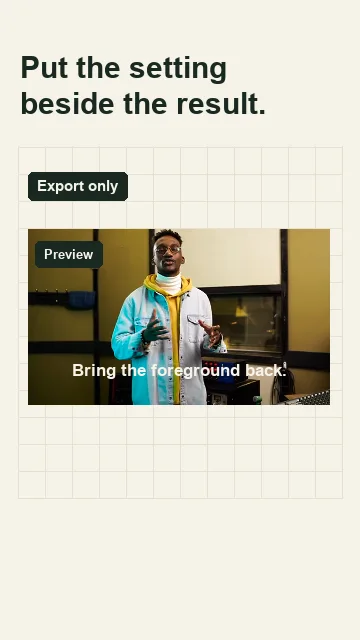 Put the setting
beside the result.
Export only
Preview
Bring the foreground back.